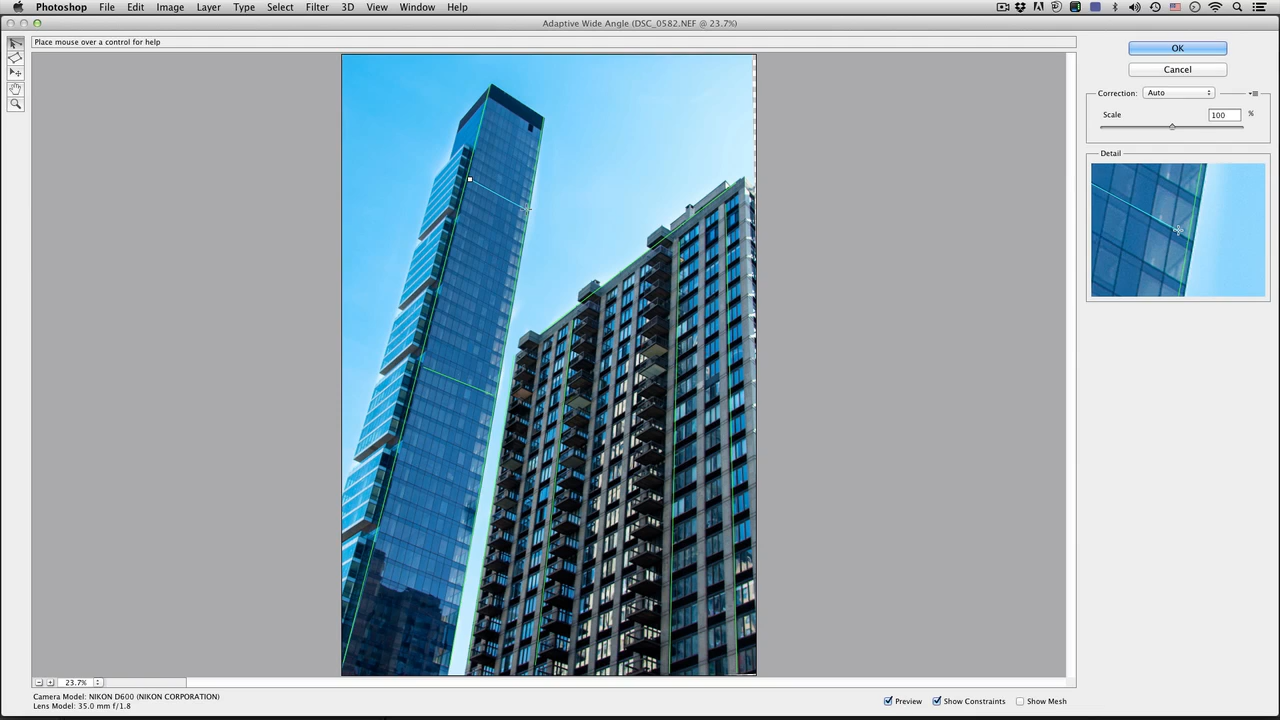 Photoshop File Edit Image Layer Type Select Filter 3D View Window Help
Adaptive Wide Angle (DSC_0582.NEF @ 23.7%)
Place mouse over a control for help
OK
Cancel
Correction: Auto
Scale 100 %
Detail
23.7%
Camera Model: NIKON D600 (NIKON CORPORATION)
Lens Model: 35.0 mm f/1.8
Preview Show Constraints Show Mesh